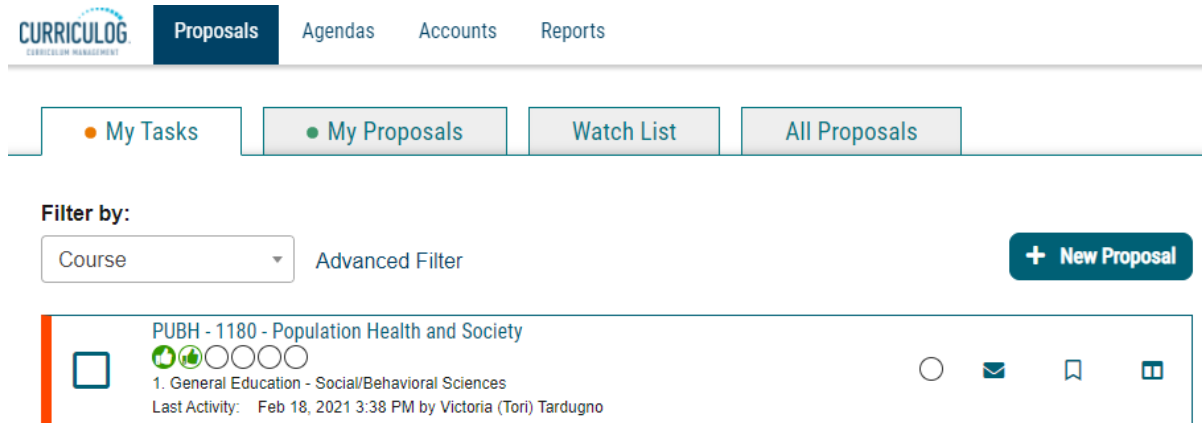 CURRICULOG.
CURRICULUM MANAGEMENT
Proposals Agendas Accounts Reports
My Tasks My Proposals Watch List All Proposals
Filter by:
Course Advanced Filter
+ New Proposal
PUBH - 1180 - Population Health and Society
1. General Education - Social/Behavioral Sciences
Last Activity: Feb 18, 2021 3:38 PM by Victoria (Tori) Tardugno